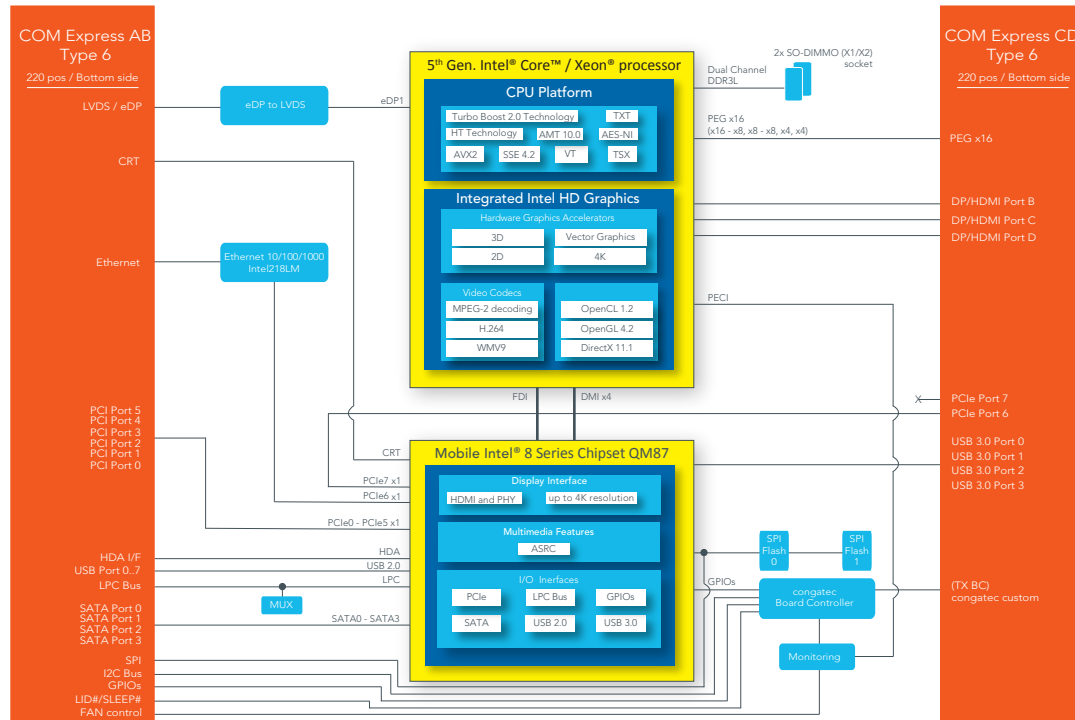 COM Express AB
Type 6
220 pos / Bottom side
LVDS / eDP
CRT
Ethernet
PCI Port 5
PCI Port 4
PCI Port 3
PCI Port 2
PCI Port 1
PCI Port 0
HDA I/F
USB Port 0..7
LPC Bus
SATA Port 0
SATA Port 1
SATA Port 2
SATA Port 3
SPI
I2C Bus
GPIOs
LID#/SLEEP#
FAN control
eDP to LVDS
eDP1
Ethernet 10/100/1000
Intel218LM
CRT
PCIe7 x1
PCIe6 x1
PCIe0 - PCIe5 x1
HDA
USB 2.0
LPC
MUX
SATA0 - SATA3
5th Gen. Intel® Core™ / Xeon® processor
CPU Platform
Turbo Boost 2.0 Technology
TXT
HT Technology
AMT 10.0
AES-NI
AVX2
SSE 4.2
VT
TSX
Integrated Intel HD Graphics
Hardware Graphics Accelerators
3D
Vector Graphics
2D
4K
Video Codecs
MPEG-2 decoding
H.264
WMV9
OpenCL 1.2
OpenGL 4.2
DirectX 11.1
FDI
DMI x4
Mobile Intel® 8 Series Chipset QM87
Display Interface
HDMI and PHY
up to 4K resolution
Multimedia Features
ASRC
I/O Inerfaces
PCIe
LPC Bus
GPIOs
SATA
USB 2.0
USB 3.0
Dual Channel
DDR3L
2x SO-DIMMO (X1/X2)
socket
PEG x16
(x16 - x8, x8 - x8, x4, x4)
PECI
X
SPI
Flash
0
SPI
Flash
1
GPIOs
congatec
Board Controller
Monitoring
COM Express CD
Type 6
220 pos / Bottom side
PEG x16
DP/HDMI Port B
DP/HDMI Port C
DP/HDMI Port D
PCIe Port 7
PCIe Port 6
USB 3.0 Port 0
USB 3.0 Port 1
USB 3.0 Port 2
USB 3.0 Port 3
(TX BC)
congatec custom